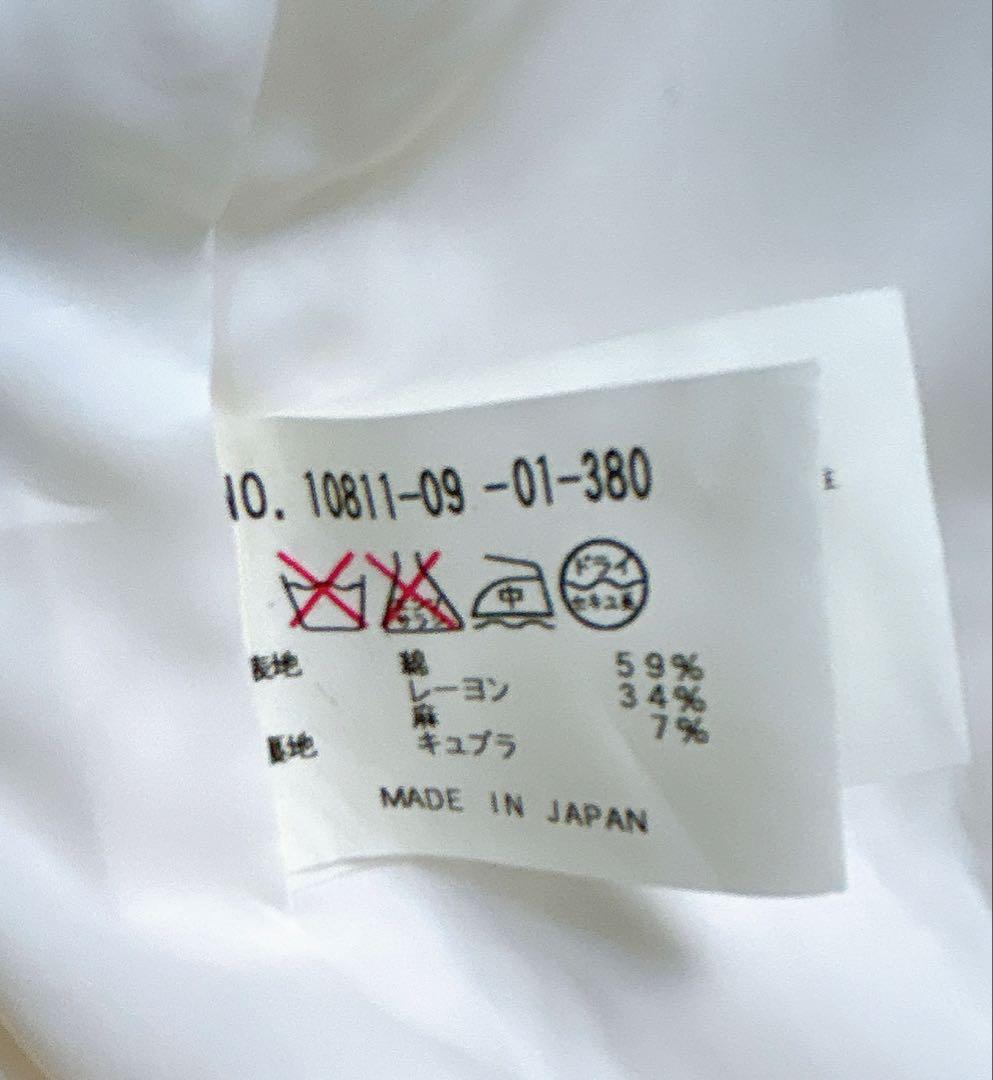 NO. 10811-09 -01-380
中 ドライ セキユ系
表地 綿 59%
レーヨン 34%
麻 7%
裏地 キュプラ
MADE IN JAPAN